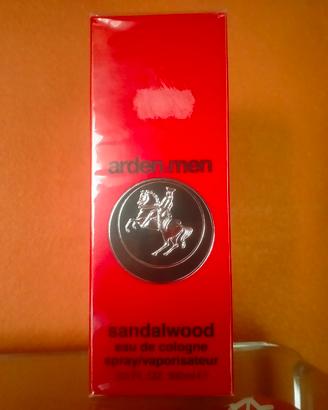 arden men
sandalwood
eau de cologne
spray/vaporisateur